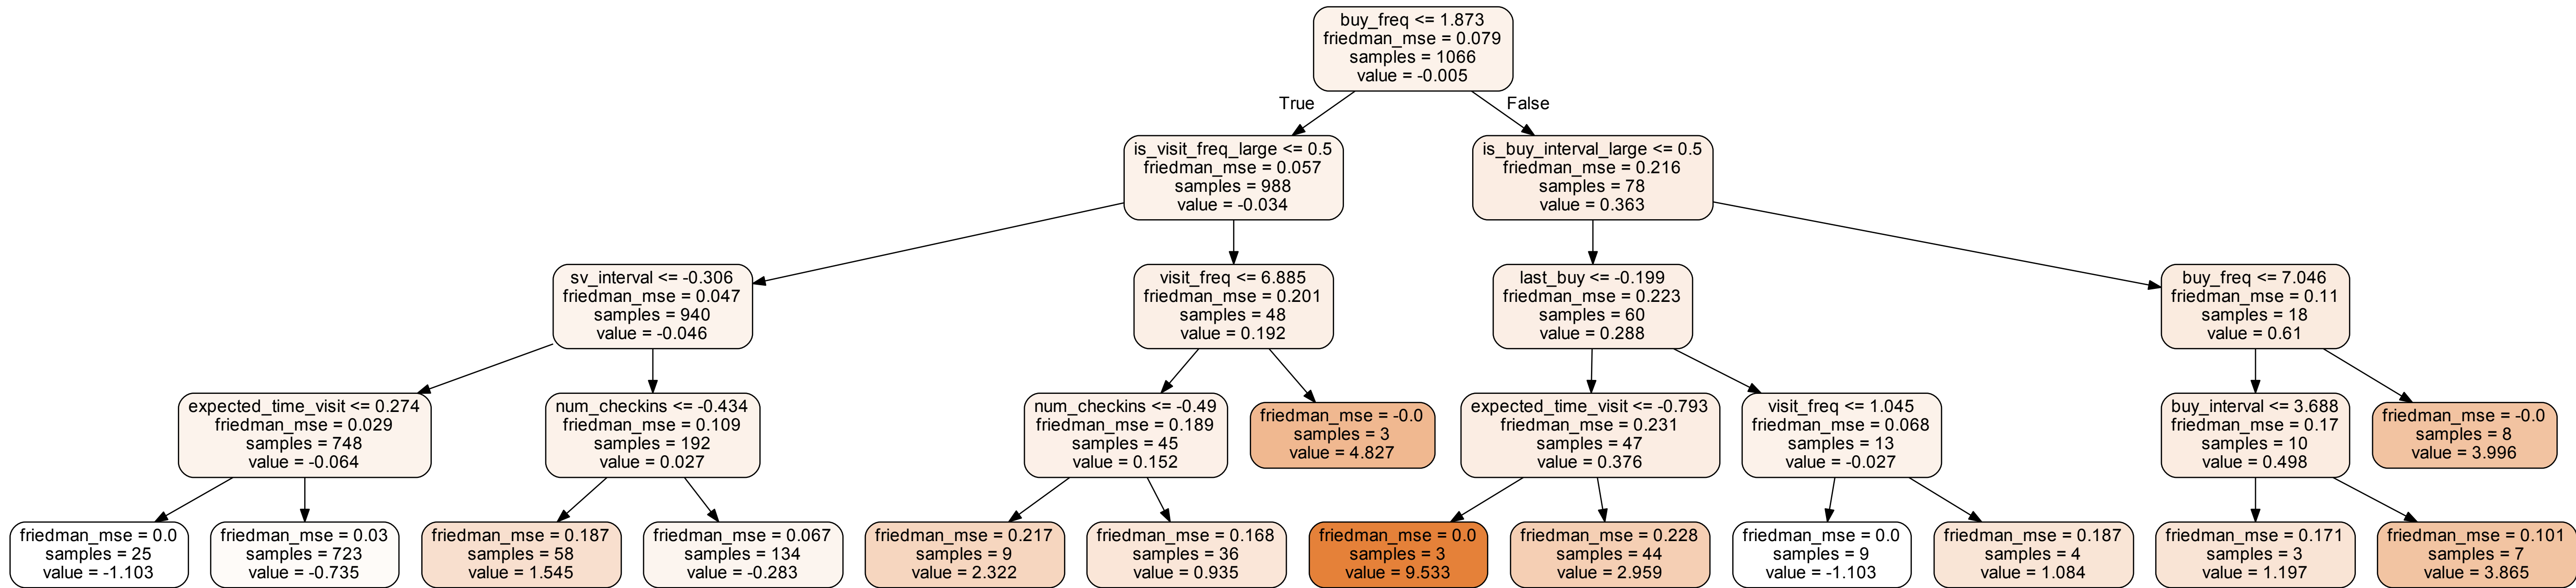 buy_freq <= 1.873
friedman_mse = 0.079
samples = 1066
value = -0.005
True
False
is_visit_freq_large <= 0.5
friedman_mse = 0.057
samples = 988
value = -0.034
is_buy_interval_large <= 0.5
friedman_mse = 0.216
samples = 78
value = 0.363
sv_interval <= -0.306
friedman_mse = 0.047
samples = 940
value = -0.046
visit_freq <= 6.885
friedman_mse = 0.201
samples = 48
value = 0.192
last_buy <= -0.199
friedman_mse = 0.223
samples = 60
value = 0.288
buy_freq <= 7.046
friedman_mse = 0.11
samples = 18
value = 0.61
expected_time_visit <= 0.274
friedman_mse = 0.029
samples = 748
value = -0.064
num_checkins <= -0.434
friedman_mse = 0.109
samples = 192
value = 0.027
num_checkins <= -0.49
friedman_mse = 0.189
samples = 45
value = 0.152
friedman_mse = -0.0
samples = 3
value = 4.827
expected_time_visit <= -0.793
friedman_mse = 0.231
samples = 47
value = 0.376
visit_freq <= 1.045
friedman_mse = 0.068
samples = 13
value = -0.027
buy_interval <= 3.688
friedman_mse = 0.17
samples = 10
value = 0.498
friedman_mse = -0.0
samples = 8
value = 3.996
friedman_mse = 0.0
samples = 25
value = -1.103
friedman_mse = 0.03
samples = 723
value = -0.735
friedman_mse = 0.187
samples = 58
value = 1.545
friedman_mse = 0.067
samples = 134
value = -0.283
friedman_mse = 0.217
samples = 9
value = 2.322
friedman_mse = 0.168
samples = 36
value = 0.935
friedman_mse = 0.0
samples = 3
value = 9.533
friedman_mse = 0.228
samples = 44
value = 2.959
friedman_mse = 0.0
samples = 9
value = -1.103
friedman_mse = 0.187
samples = 4
value = 1.084
friedman_mse = 0.171
samples = 3
value = 1.197
friedman_mse = 0.101
samples = 7
value = 3.865